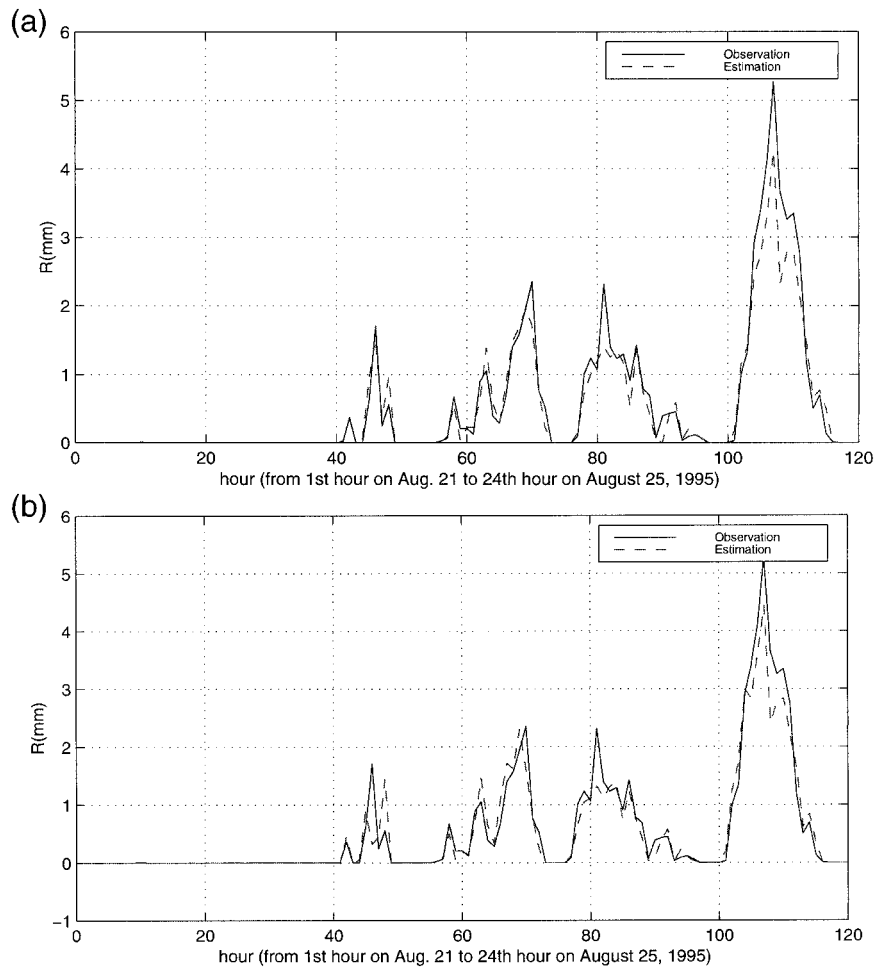 (a)
6
5
4
3
2
1
0
R(mm)
Observation
Estimation
0 20 40 60 80 100 120
hour (from 1st hour on Aug. 21 to 24th hour on August 25, 1995)
(b)
6
5
4
3
2
1
0
−1
R(mm)
Observation
Estimation
0 20 40 60 80 100 120
hour (from 1st hour on Aug. 21 to 24th hour on August 25, 1995)